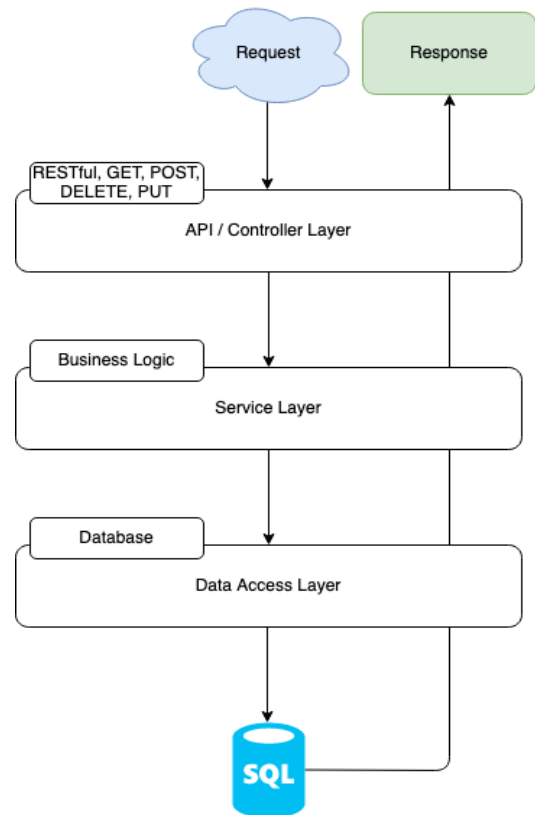 Request
Response
RESTful, GET, POST,
DELETE, PUT
API / Controller Layer
Business Logic
Service Layer
Database
Data Access Layer
SQL